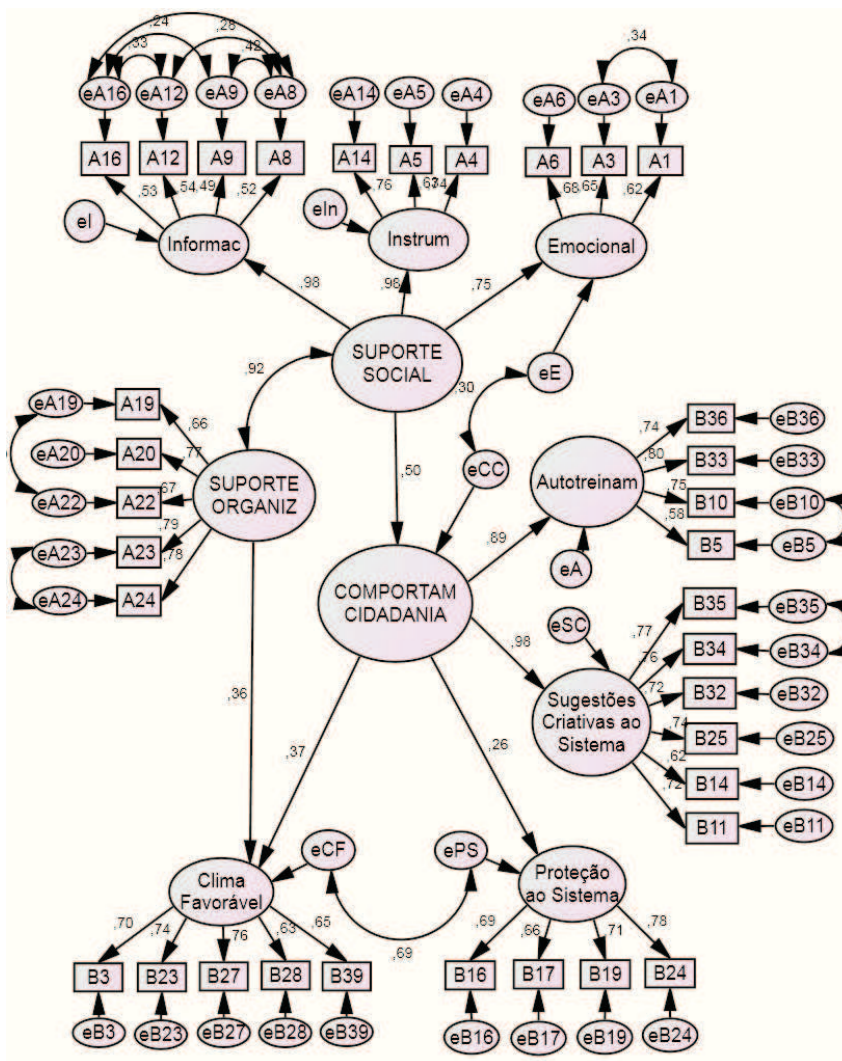 ,24
,28
,33
,42
,34
eA16
eA12
eA9
eA8
eA14
eA5
eA4
eA6
eA3
eA1
A16
A12
A9
A8
A14
A5
A4
A6
A3
A1
,53
,54
,49
,52
,76
,74
,68
,65
,62
eI
Informac
eIn
Instrum
Emocional
,98
,98
,75
SUPORTE
SOCIAL
,92
,30
eE
eA19
A19
,66
eA20
A20
,77
eA22
A22
,67
eA23
A23
,79
eA24
A24
,78
SUPORTE
ORGANIZ
,50
eCC
Autotreinam
,74
B36
eB36
,80
B33
eB33
,75
B10
eB10
,58
B5
eB5
,89
eA
COMPORTAM
CIDADANIA
eSC
,98
Sugestões
Criativas ao
Sistema
,77
B35
eB35
,76
B34
eB34
,72
B32
eB32
,74
B25
eB25
,62
B14
eB14
,72
B11
eB11
,36
,37
,26
eCF
ePS
Clima
Favorável
Proteção
ao Sistema
,69
,70
,74
,76
,63
,65
,69
,66
,71
,78
B3
B23
B27
B28
B39
B16
B17
B19
B24
eB3
eB23
eB27
eB28
eB39
eB16
eB17
eB19
eB24